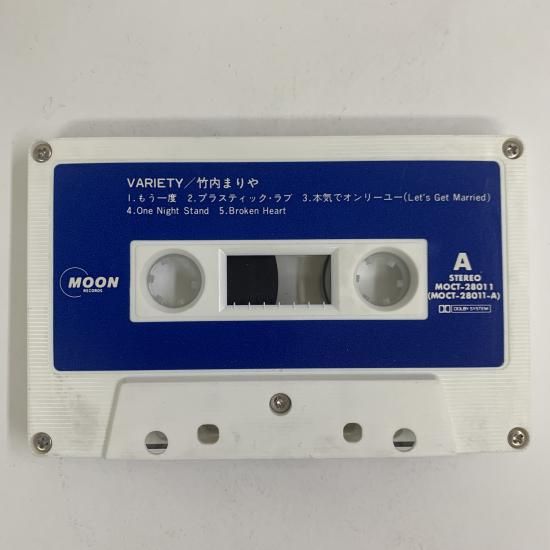 VARIETY／竹内まりや
1.もう一度 2.プラスティック・ラブ 3.本気でオンリーユー(Let's Get Married)
4.One Night Stand 5.Broken Heart
MOON
RECORDS
A
STEREO
MOCT-28011
(MOCT-28011-A)
DOLBY SYSTEM